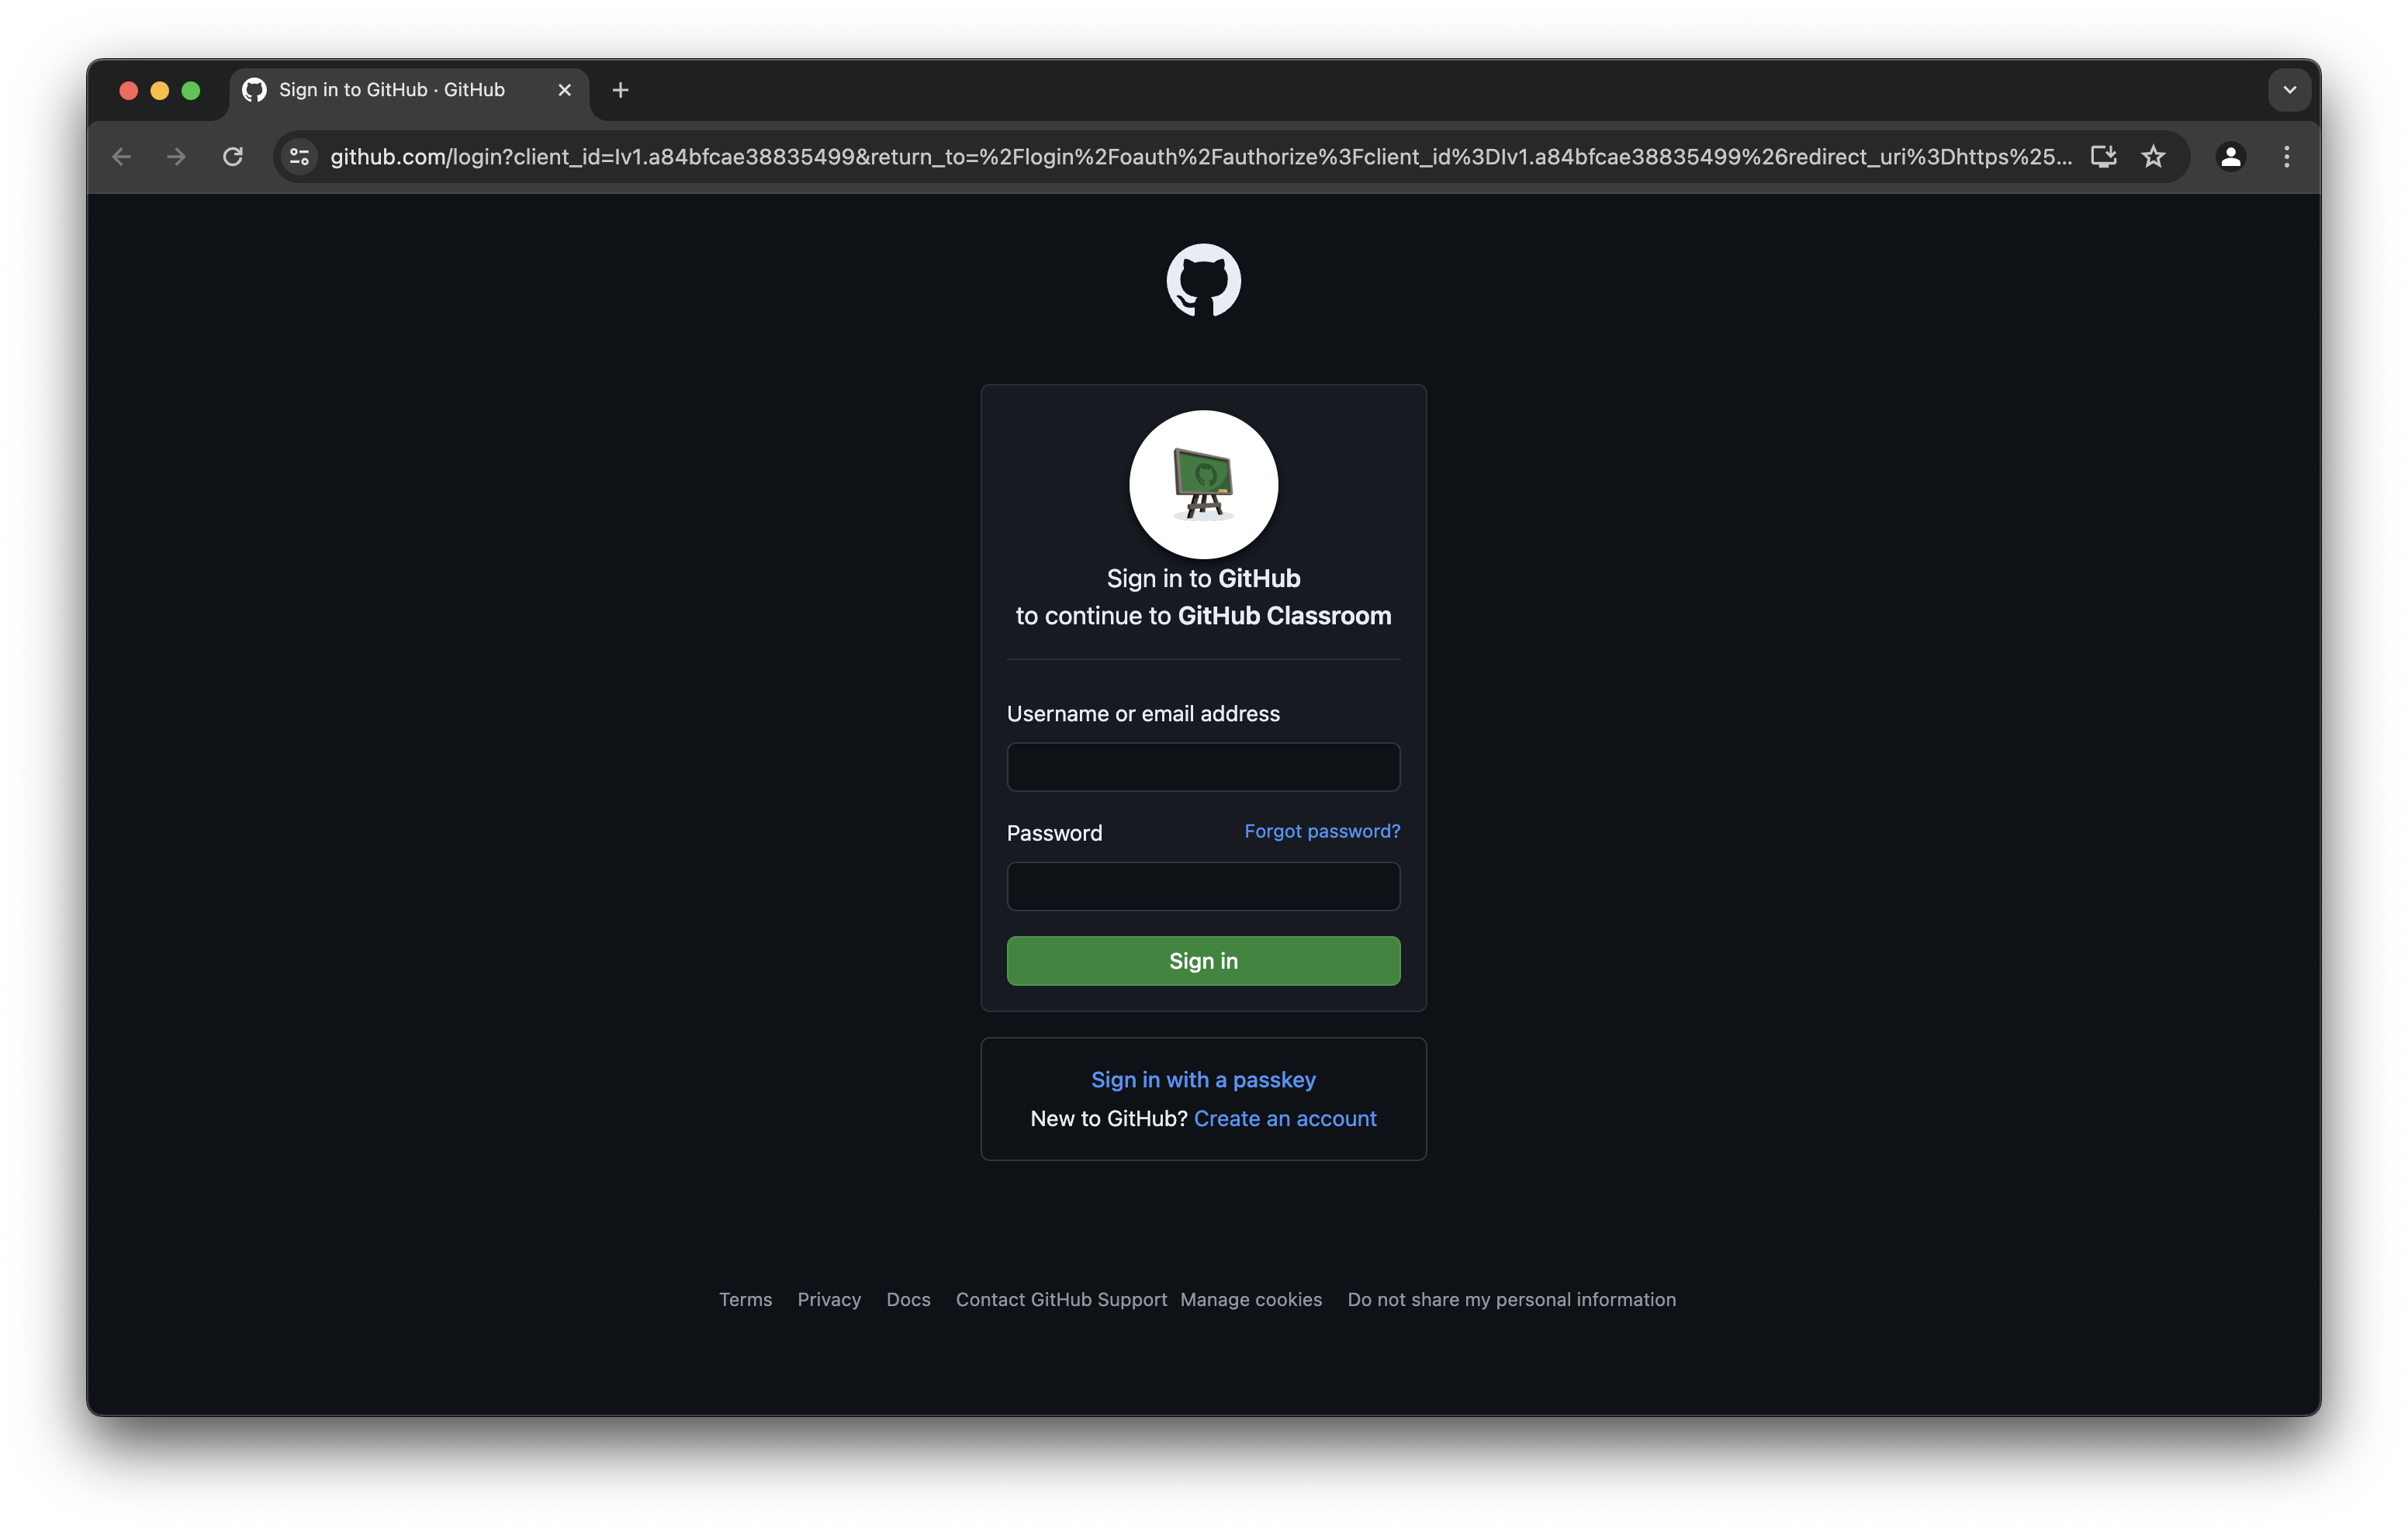 Sign in to GitHub · GitHub
github.com/login?client_id=Iv1.a84bfcae38835499&return_to=%2Flogin%2Foauth%2Fauthorize%3Fclient_id%3DIv1.a84bfcae38835499%26redirect_uri%3Dhttps%25...
Sign in to GitHub
to continue to GitHub Classroom
Username or email address
Password Forgot password?
Sign in
Sign in with a passkey
New to GitHub? Create an account
Terms Privacy Docs Contact GitHub Support Manage cookies Do not share my personal information